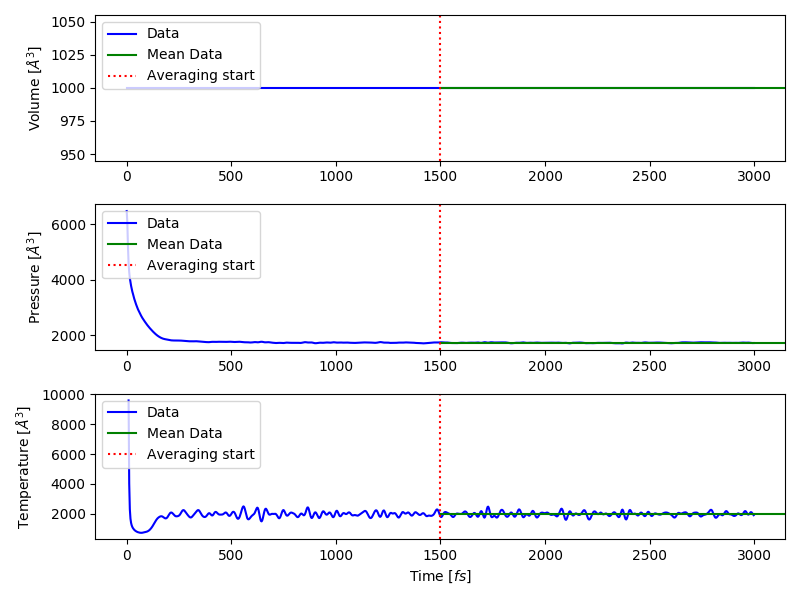 1050
1025
1000
975
950
Volume [Å³]
Data
Mean Data
Averaging start
0 500 1000 1500 2000 2500 3000
6000
4000
2000
Pressure [Å³]
Data
Mean Data
Averaging start
0 500 1000 1500 2000 2500 3000
10000
8000
6000
4000
2000
Temperature [Å³]
Data
Mean Data
Averaging start
0 500 1000 1500 2000 2500 3000
Time [fs]